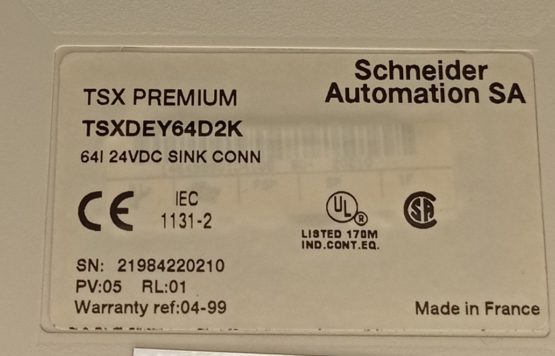 Schneider
Automation SA
TSX PREMIUM
TSXDEY64D2K
64I 24VDC SINK CONN
CE
IEC
1131-2
UL ®
SA
LISTED 170M
IND.CONT.EQ.
SN: 21984220210
PV:05 RL:01
Warranty ref:04-99
Made in France